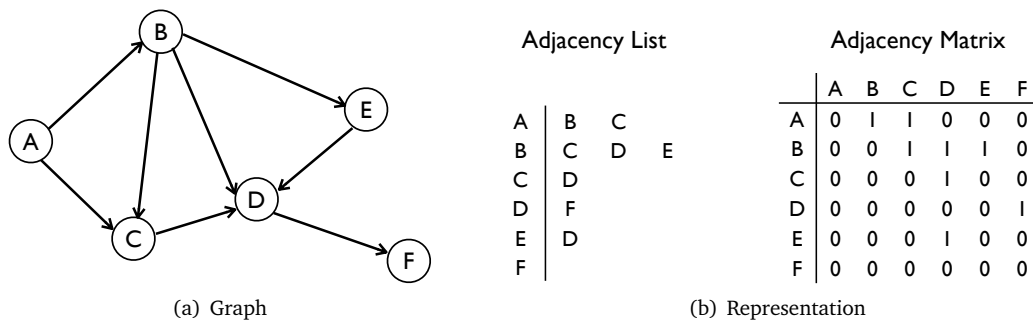 B
E
A
D
C
F
(a) Graph
Adjacency List
A B C
B C D E
C D
D F
E D
F
Adjacency Matrix
A B C D E F
A 0 1 1 0 0 0
B 0 0 1 1 1 0
C 0 0 0 1 0 0
D 0 0 0 0 0 1
E 0 0 0 1 0 0
F 0 0 0 0 0 0
(b) Representation